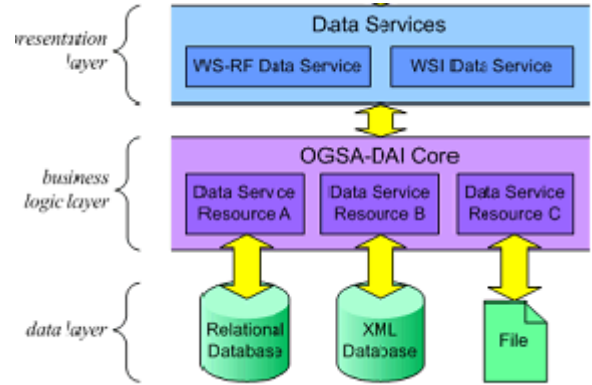 presentation
layer
Data Services
WS-RF Data Service
WSI Data Service
business
logic layer
OGSA-DAI Core
Data Service
Resource A
Data Service
Resource B
Data Service
Resource C
data layer
Relational
Database
XML
Database
File